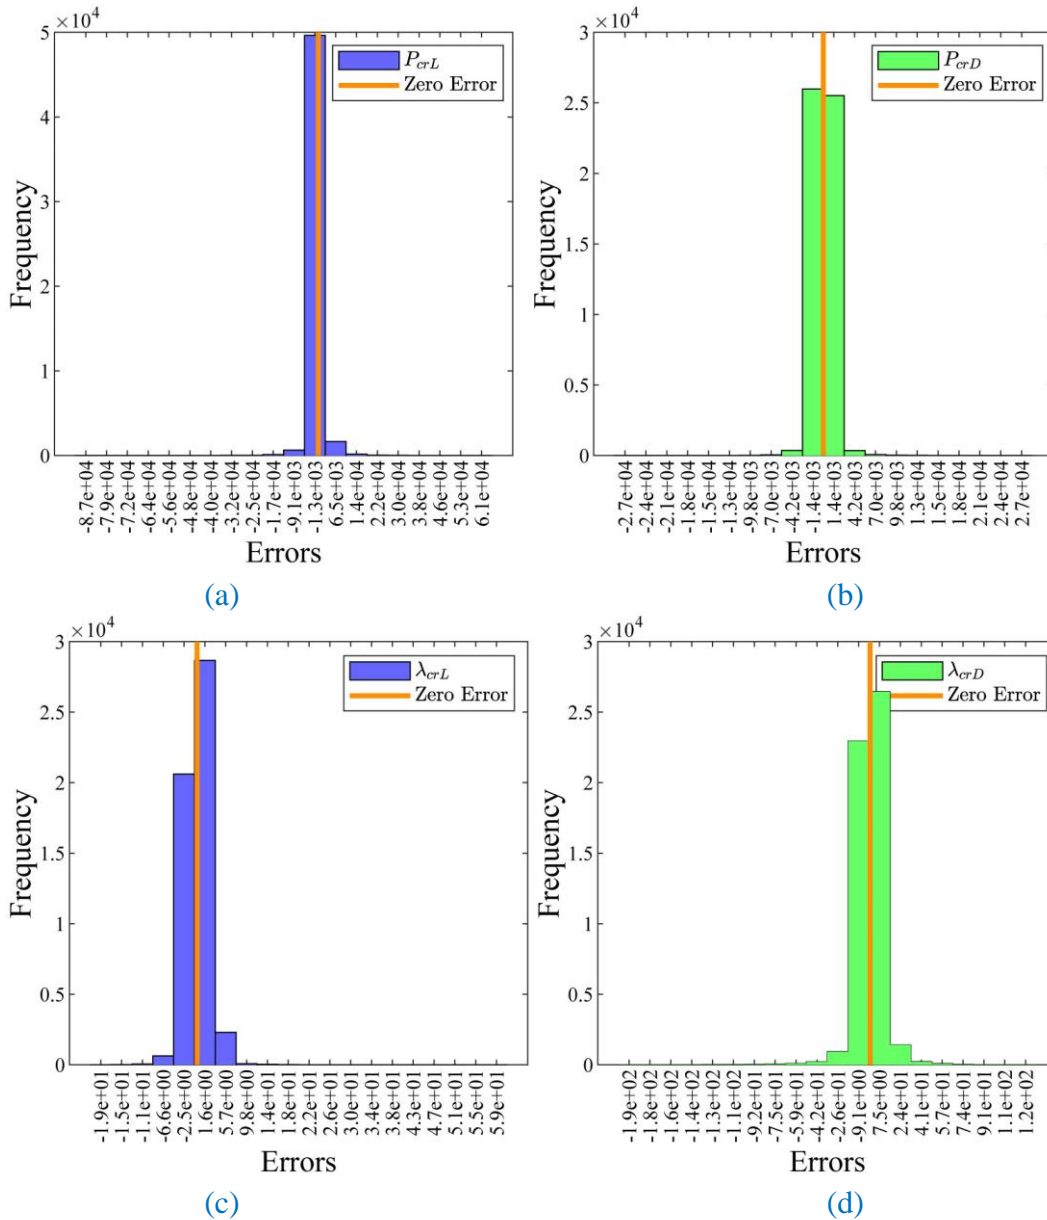 ×10⁴
5
4
3
2
1
0
Frequency
P_crL
Zero Error
-8.7e+04
-7.9e+04
-7.2e+04
-6.4e+04
-5.6e+04
-4.8e+04
-4.0e+04
-3.2e+04
-2.5e+04
-1.7e+04
-9.1e+03
-1.3e+03
6.5e+03
1.4e+04
2.2e+04
3.0e+04
3.8e+04
4.6e+04
5.3e+04
6.1e+04
Errors
(a)
×10⁴
3
2.5
2
1.5
1
0.5
0
Frequency
P_crD
Zero Error
-2.7e+04
-2.4e+04
-2.1e+04
-1.8e+04
-1.5e+04
-1.3e+04
-9.8e+03
-7.0e+03
-4.2e+03
-1.4e+03
1.4e+03
4.2e+03
7.0e+03
9.8e+03
1.3e+04
1.5e+04
1.8e+04
2.1e+04
2.4e+04
2.7e+04
Errors
(b)
×10⁴
3
2.5
2
1.5
1
0.5
0
Frequency
λ_crL
Zero Error
-1.9e+01
-1.5e+01
-1.1e+01
-6.6e+00
-2.5e+00
1.6e+00
5.7e+00
9.8e+00
1.4e+01
1.8e+01
2.2e+01
2.6e+01
3.0e+01
3.4e+01
3.8e+01
4.3e+01
4.7e+01
5.1e+01
5.5e+01
5.9e+01
Errors
(c)
×10⁴
3
2.5
2
1.5
1
0.5
0
Frequency
λ_crD
Zero Error
-1.9e+02
-1.8e+02
-1.6e+02
-1.4e+02
-1.3e+02
-1.1e+02
-9.2e+01
-7.5e+01
-5.9e+01
-4.2e+01
-2.6e+01
-9.1e+00
7.5e+00
2.4e+01
4.1e+01
5.7e+01
7.4e+01
9.1e+01
1.1e+02
1.2e+02
Errors
(d)